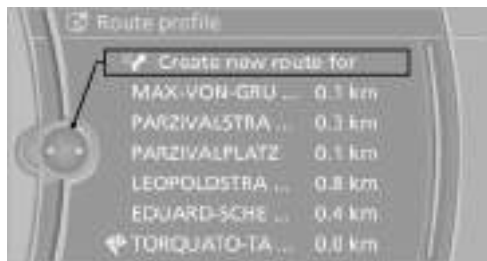 Route profile
Create new route for
MAX-VON-GRU ... 0.1 km
PARZIVALSTRA ... 0.3 km
PARZIVALPLATZ 0.1 km
LEOPOLDSTRA ... 0.8 km
EDUARD-SCHE ... 0.4 km
TORQUATO-TA ... 0.0 km